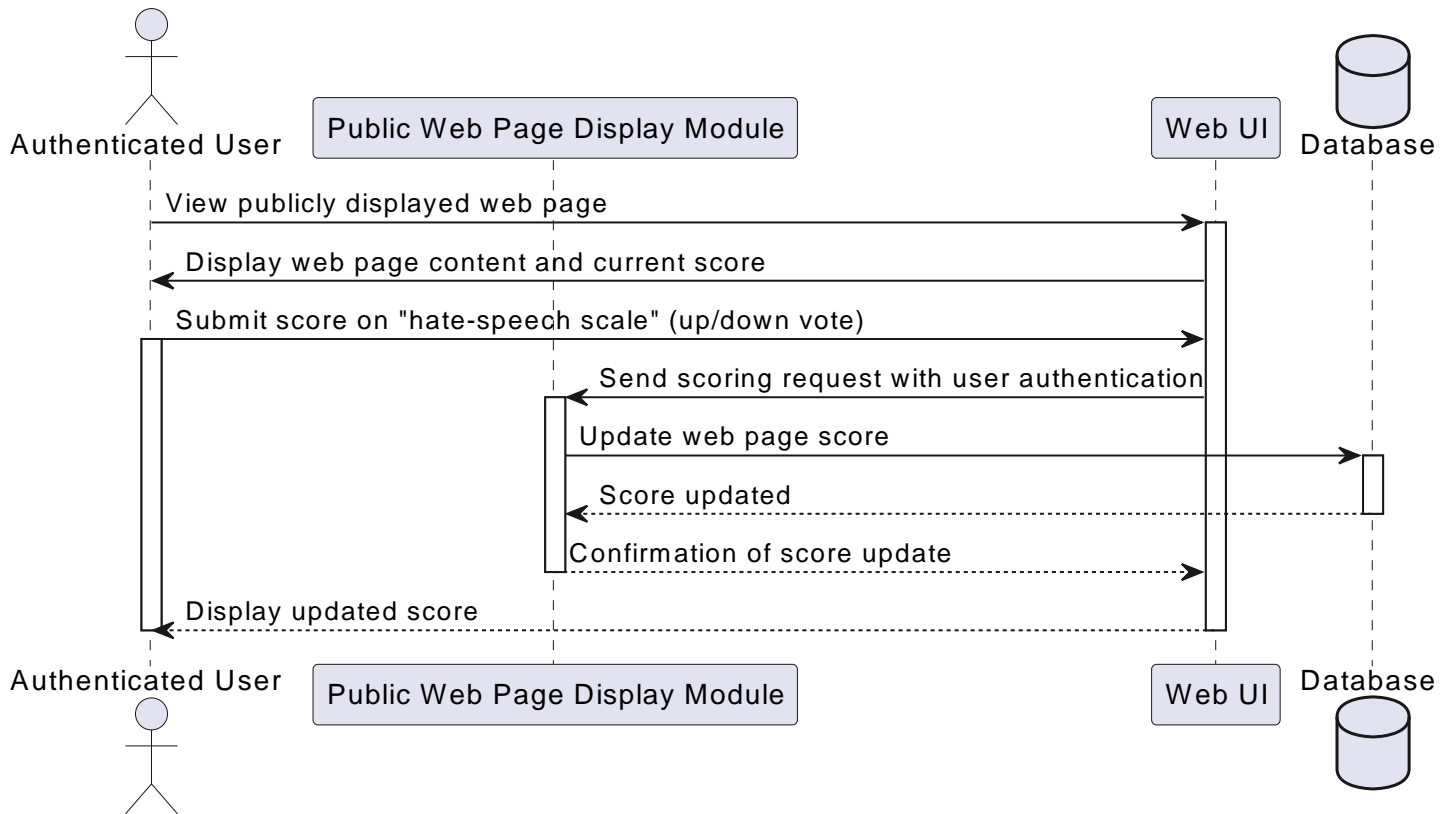 Authenticated User
Public Web Page Display Module
Web UI
Database
View publicly displayed web page
Display web page content and current score
Submit score on "hate-speech scale" (up/down vote)
Send scoring request with user authentication
Update web page score
Score updated
Confirmation of score update
Display updated score
Authenticated User
Public Web Page Display Module
Web UI
Database